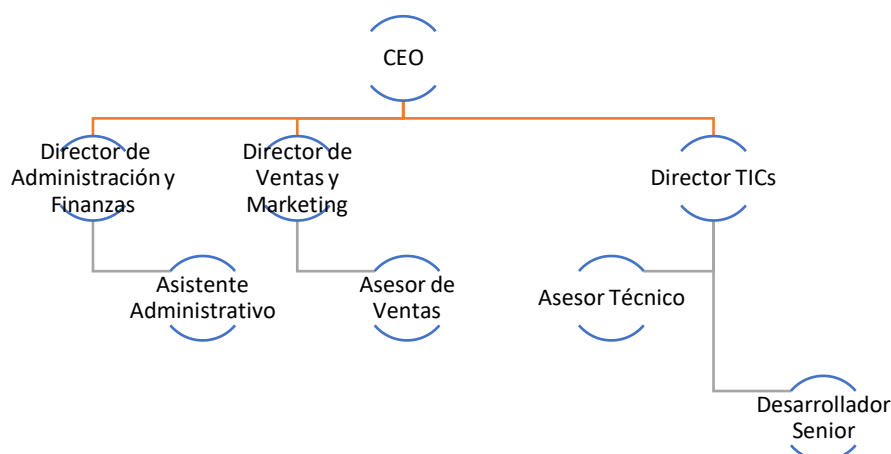 CEO
Director de
Administración y
Finanzas
Director de
Ventas y
Marketing
Director TICs
Asistente
Administrativo
Asesor de
Ventas
Asesor Técnico
Desarrollador
Senior